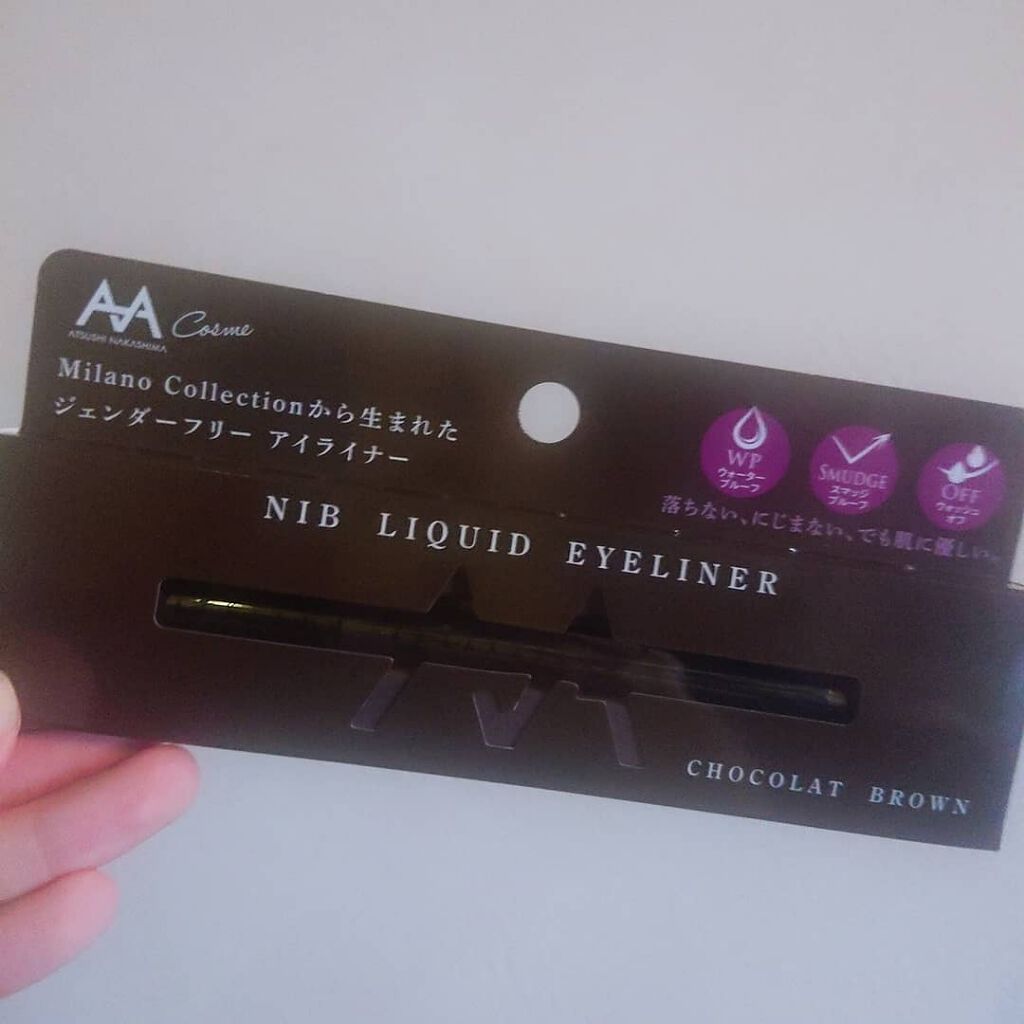 AA Cosme
ATSUSHI NAKASHIMA
Milano Collectionから生まれた
ジェンダーフリー アイライナー
WP
ウォーター
プルーフ
SMUDGE
スマッジ
プルーフ
OFF
ウォッシュ
オフ
落ちない、にじまない、でも肌に優しい。
NIB LIQUID EYELINER
CHOCOLAT BROWN